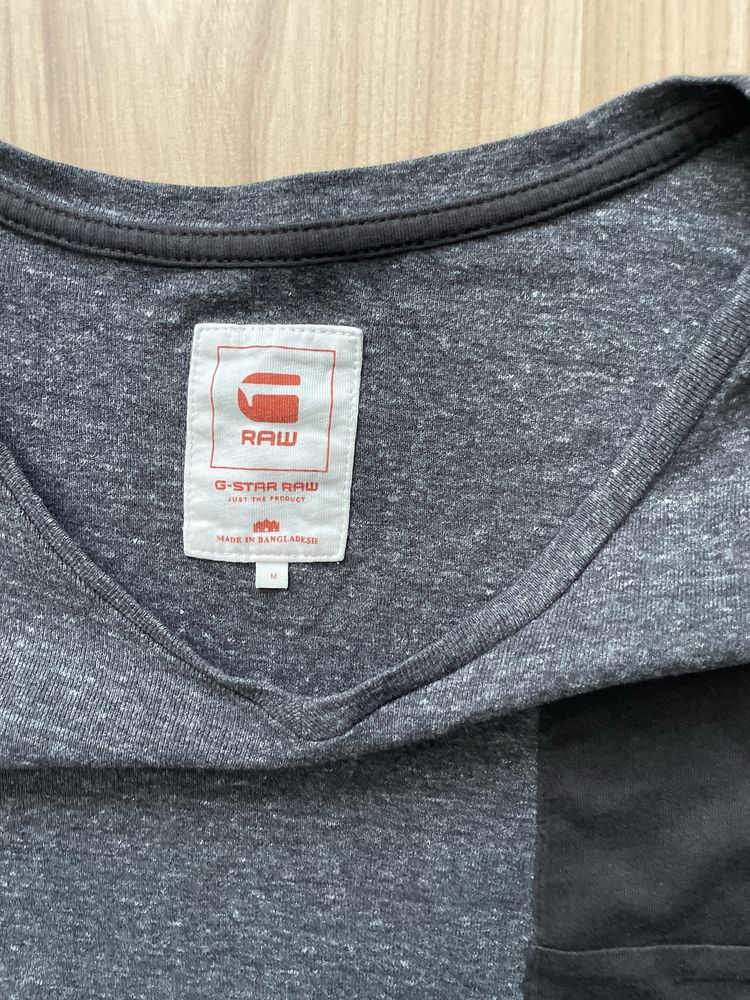 G
RAW
G-STAR RAW
JUST THE PRODUCT
MADE IN BANGLADESH
M